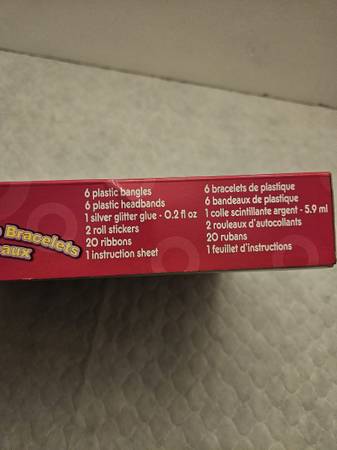 Bracelets
eaux
6 plastic bangles
6 plastic headbands
1 silver glitter glue - 0.2 fl oz
2 roll stickers
20 ribbons
1 instruction sheet
6 bracelets de plastique
6 bandeaux de plastique
1 colle scintillante argent - 5.9 ml
2 rouleaux d'autocollants
20 rubans
1 feuillet d'instructions